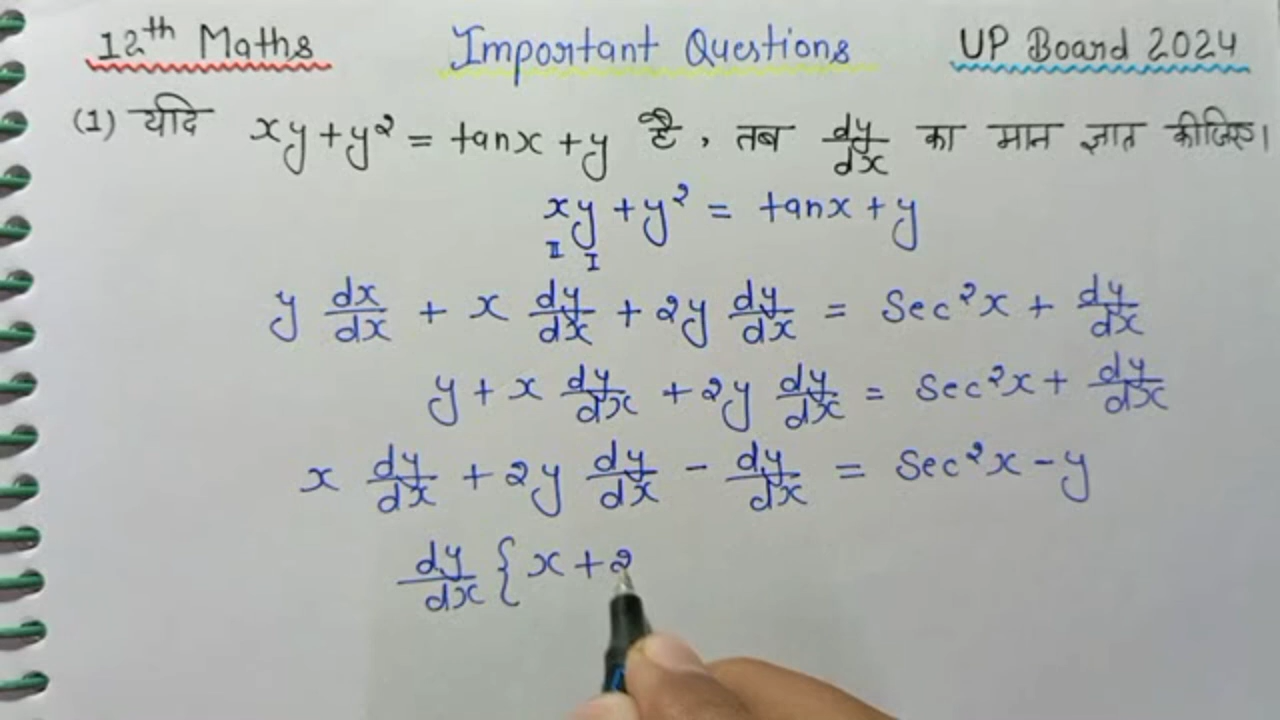 12th Maths Important Questions UP Board 2024
(1) यदि xy + y² = tanx + y है, तब dy/dx का मान ज्ञात कीजिए।
xy + y² = tanx + y
II I
y dx/dx + x dy/dx + 2y dy/dx = Sec²x + dy/dx
y + x dy/dx + 2y dy/dx = Sec²x + dy/dx
x dy/dx + 2y dy/dx - dy/dx = Sec²x - y
dy/dx { x + 2